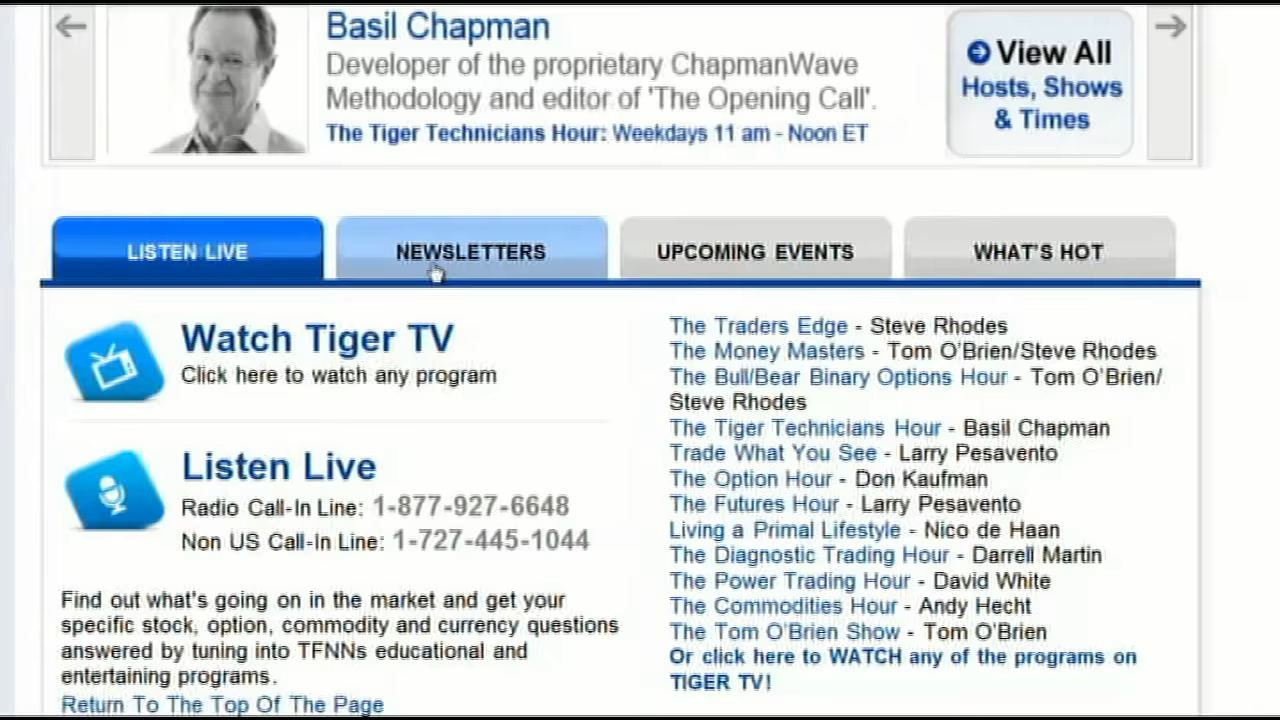 Basil Chapman
Developer of the proprietary ChapmanWave
Methodology and editor of 'The Opening Call'.
The Tiger Technicians Hour: Weekdays 11 am - Noon ET
View All
Hosts, Shows
& Times
LISTEN LIVE
NEWSLETTERS
UPCOMING EVENTS
WHAT'S HOT
Watch Tiger TV
Click here to watch any program
Listen Live
Radio Call-In Line: 1-877-927-6648
Non US Call-In Line: 1-727-445-1044
Find out what's going on in the market and get your
specific stock, option, commodity and currency questions
answered by tuning into TFNNs educational and
entertaining programs.
Return To The Top Of The Page
The Traders Edge - Steve Rhodes
The Money Masters - Tom O'Brien/Steve Rhodes
The Bull/Bear Binary Options Hour - Tom O'Brien/
Steve Rhodes
The Tiger Technicians Hour - Basil Chapman
Trade What You See - Larry Pesavento
The Option Hour - Don Kaufman
The Futures Hour - Larry Pesavento
Living a Primal Lifestyle - Nico de Haan
The Diagnostic Trading Hour - Darrell Martin
The Power Trading Hour - David White
The Commodities Hour - Andy Hecht
The Tom O'Brien Show - Tom O'Brien
Or click here to WATCH any of the programs on
TIGER TV!